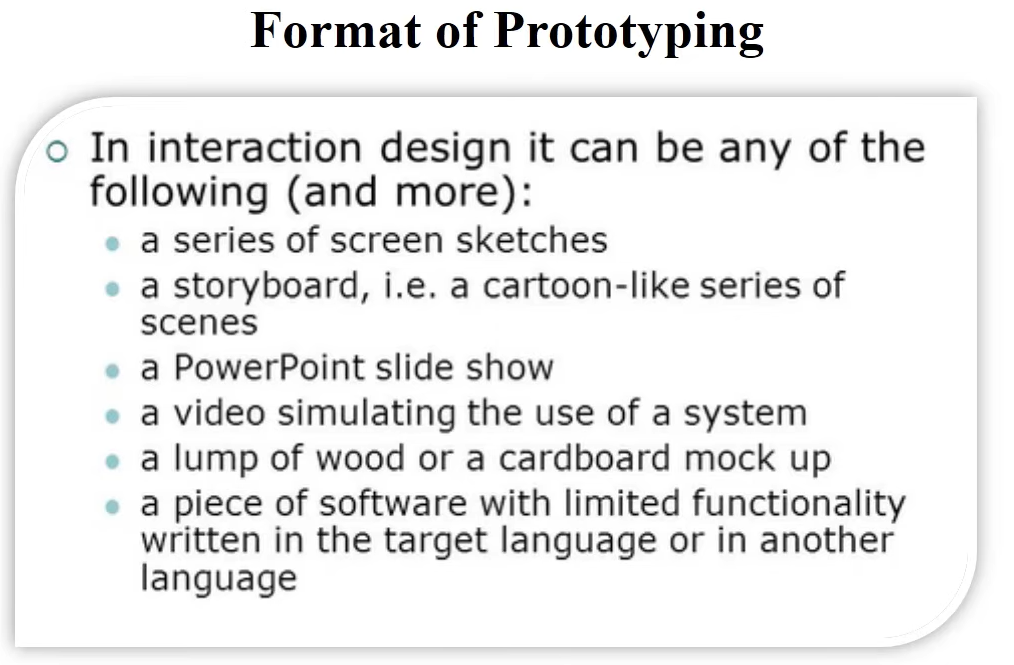 Format of Prototyping
In interaction design it can be any of the
following (and more):
a series of screen sketches
a storyboard, i.e. a cartoon-like series of
scenes
a PowerPoint slide show
a video simulating the use of a system
a lump of wood or a cardboard mock up
a piece of software with limited functionality
written in the target language or in another
language